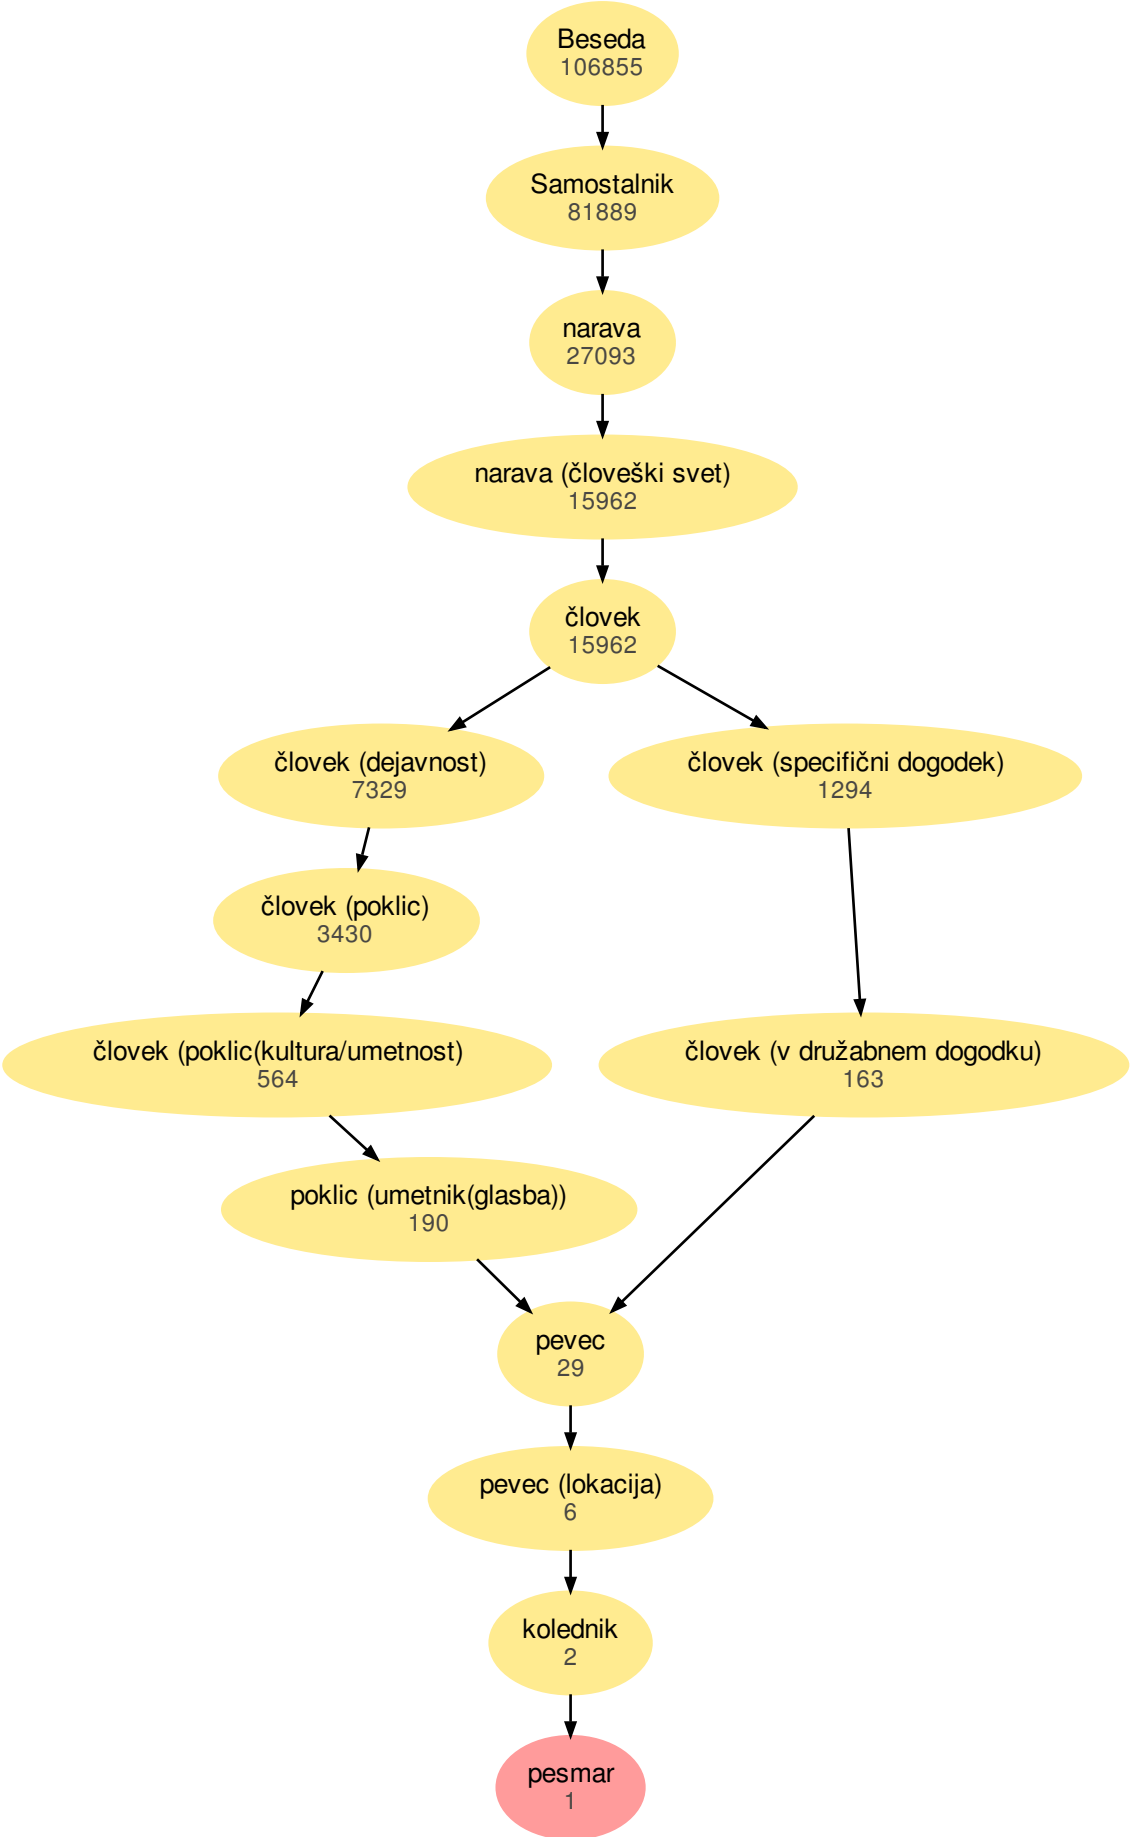 Beseda
106855
Samostalnik
81889
narava
27093
narava (človeški svet)
15962
človek
15962
človek (dejavnost)
7329
človek (specifični dogodek)
1294
človek (poklic)
3430
človek (poklic(kultura/umetnost)
564
človek (v družabnem dogodku)
163
poklic (umetnik(glasba))
190
pevec
29
pevec (lokacija)
6
kolednik
2
pesmar
1